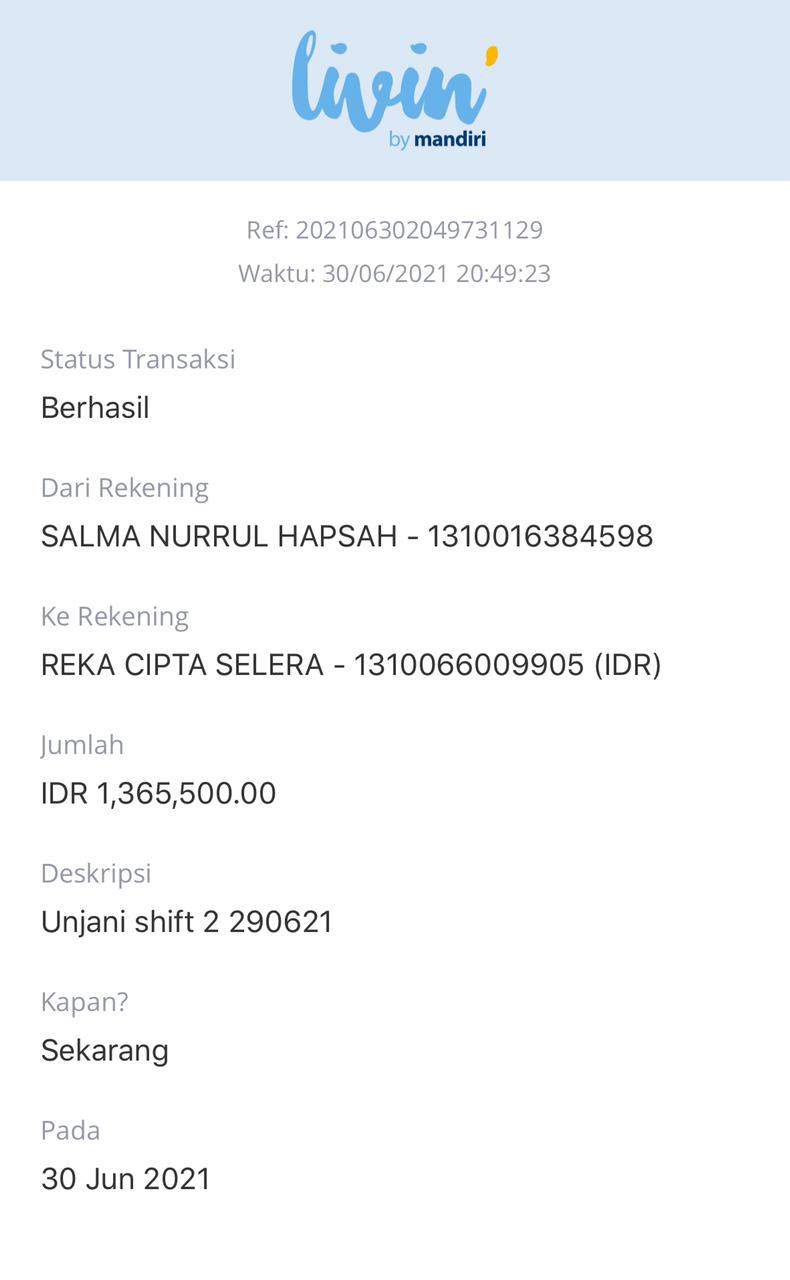 livin'
by mandiri
Ref: 202106302049731129
Waktu: 30/06/2021 20:49:23
Status Transaksi
Berhasil
Dari Rekening
SALMA NURRUL HAPSAH - 1310016384598
Ke Rekening
REKA CIPTA SELERA - 1310066009905 (IDR)
Jumlah
IDR 1,365,500.00
Deskripsi
Unjani shift 2 290621
Kapan?
Sekarang
Pada
30 Jun 2021